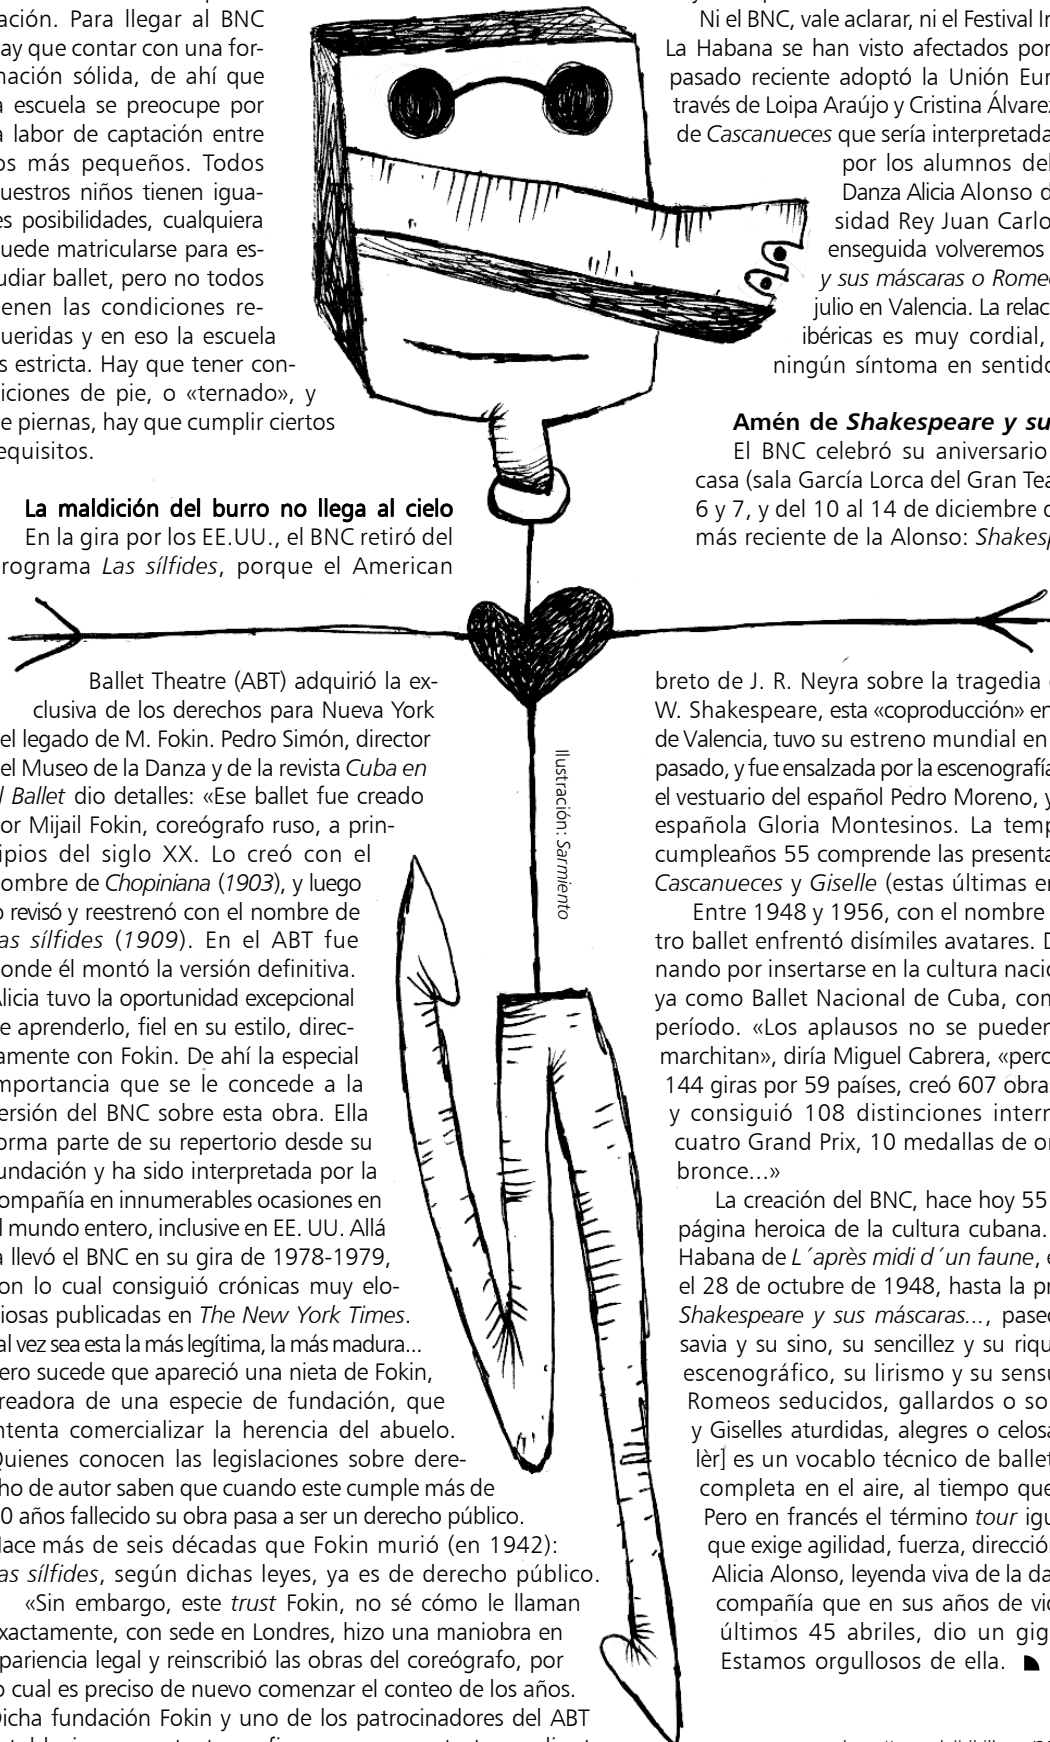 ación. Para llegar al BNC
ay que contar con una for-
mación sólida, de ahí que
a escuela se preocupe por
a labor de captación entre
os más pequeños. Todos
uestros niños tienen igua-
es posibilidades, cualquiera
uede matricularse para es-
udiar ballet, pero no todos
ienen las condiciones re-
ueridas y en eso la escuela
s estricta. Hay que tener con-
iciones de pie, o «ternado», y
e piernas, hay que cumplir ciertos
equisitos.
La maldición del burro no llega al cielo
En la gira por los EE.UU., el BNC retiró del
rograma Las sílfides, porque el American
Ballet Theatre (ABT) adquirió la ex-
clusiva de los derechos para Nueva York
el legado de M. Fokin. Pedro Simón, director
el Museo de la Danza y de la revista Cuba en
l Ballet dio detalles: «Ese ballet fue creado
or Mijail Fokin, coreógrafo ruso, a prin-
ipios del siglo XX. Lo creó con el
ombre de Chopiniana (1903), y luego
o revisó y reestrenó con el nombre de
as sílfides (1909). En el ABT fue
onde él montó la versión definitiva.
Alicia tuvo la oportunidad excepcional
e aprenderlo, fiel en su estilo, direc-
amente con Fokin. De ahí la especial
mportancia que se le concede a la
ersión del BNC sobre esta obra. Ella
orma parte de su repertorio desde su
undación y ha sido interpretada por la
ompañía en innumerables ocasiones en
l mundo entero, inclusive en EE. UU. Allá
a llevó el BNC en su gira de 1978-1979,
on lo cual consiguió crónicas muy elo-
iosas publicadas en The New York Times.
al vez sea esta la más legítima, la más madura...
ero sucede que apareció una nieta de Fokin,
readora de una especie de fundación, que
ntenta comercializar la herencia del abuelo.
Quienes conocen las legislaciones sobre dere-
ho de autor saben que cuando este cumple más de
0 años fallecido su obra pasa a ser un derecho público.
Hace más de seis décadas que Fokin murió (en 1942):
as sílfides, según dichas leyes, ya es de derecho público.
«Sin embargo, este trust Fokin, no sé cómo le llaman
xactamente, con sede en Londres, hizo una maniobra en
pariencia legal y reinscribió las obras del coreógrafo, por
o cual es preciso de nuevo comenzar el conteo de los años.
Dicha fundación Fokin y uno de los patrocinadores del ABT
Ilustración: Sarmiento
Ni el BNC, vale aclarar, ni el Festival In
La Habana se han visto afectados por
pasado reciente adoptó la Unión Eur
través de Loipa Araújo y Cristina Álvarez
de Cascanueces que sería interpretada
por los alumnos del
Danza Alicia Alonso d
sidad Rey Juan Carlo
enseguida volveremos
y sus máscaras o Romeo
julio en Valencia. La relac
ibéricas es muy cordial,
ningún síntoma en sentido
Amén de Shakespeare y su
El BNC celebró su aniversario
casa (sala García Lorca del Gran Tea
6 y 7, y del 10 al 14 de diciembre d
más reciente de la Alonso: Shakesp
breto de J. R. Neyra sobre la tragedia
W. Shakespeare, esta «coproducción» en
de Valencia, tuvo su estreno mundial en
pasado, y fue ensalzada por la escenografía
el vestuario del español Pedro Moreno, y
española Gloria Montesinos. La temp
cumpleaños 55 comprende las presenta
Cascanueces y Giselle (estas últimas en
Entre 1948 y 1956, con el nombre
tro ballet enfrentó disímiles avatares. D
nando por insertarse en la cultura nacio
ya como Ballet Nacional de Cuba, com
período. «Los aplausos no se pueden
marchitan», diría Miguel Cabrera, «pero
144 giras por 59 países, creó 607 obra
y consiguió 108 distinciones intern
cuatro Grand Prix, 10 medallas de or
bronce...»
La creación del BNC, hace hoy 55
página heroica de la cultura cubana.
Habana de L´après midi d´un faune, e
el 28 de octubre de 1948, hasta la pr
Shakespeare y sus máscaras..., paseo
savia y su sino, su sencillez y su riqu
escenográfico, su lirismo y su sensu
Romeos seducidos, gallardos o so
y Giselles aturdidas, alegres o celosa
lèr] es un vocablo técnico de ballet
completa en el aire, al tiempo que
Pero en francés el término tour igu
que exige agilidad, fuerza, dirección
Alicia Alonso, leyenda viva de la da
compañía que en sus años de vid
últimos 45 abriles, dio un gig
Estamos orgullosos de ella.